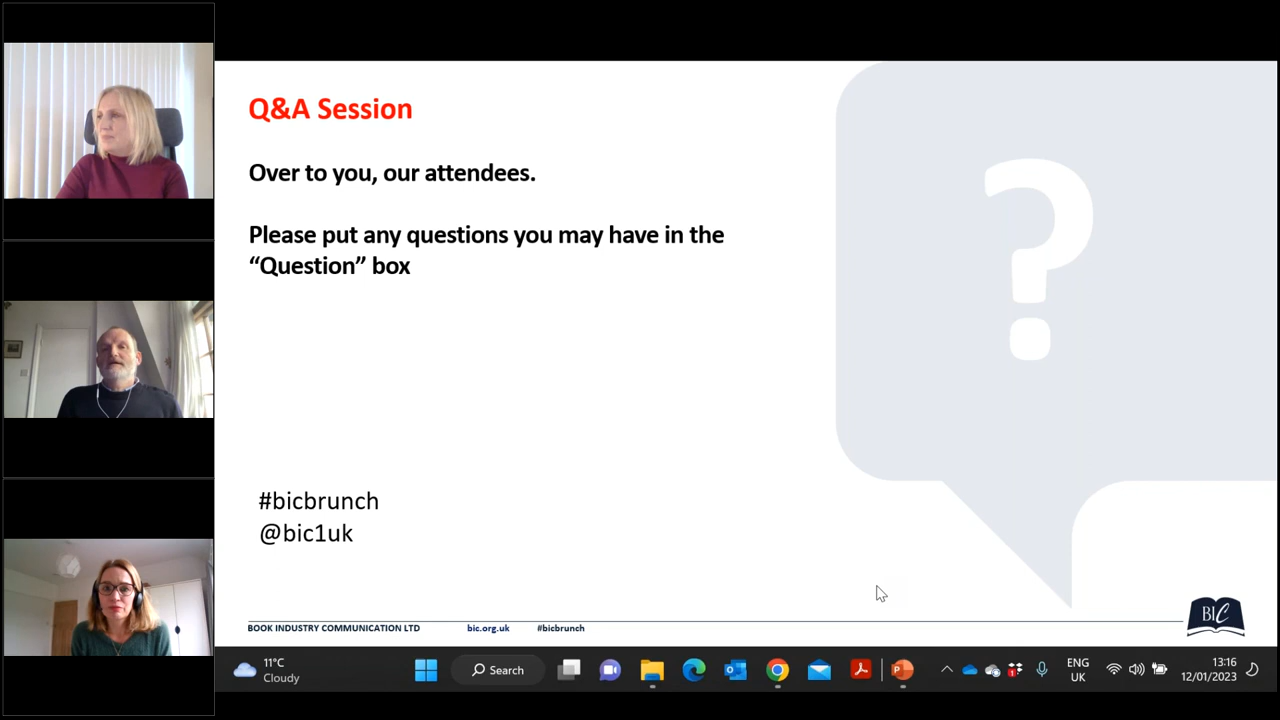 Q&A Session
Over to you, our attendees.
Please put any questions you may have in the
“Question” box
?
#bicbrunch
@bic1uk
BIC
BOOK INDUSTRY COMMUNICATION LTD bic.org.uk #bicbrunch
11°C
Cloudy
Search
ENG
UK
13:16
12/01/2023